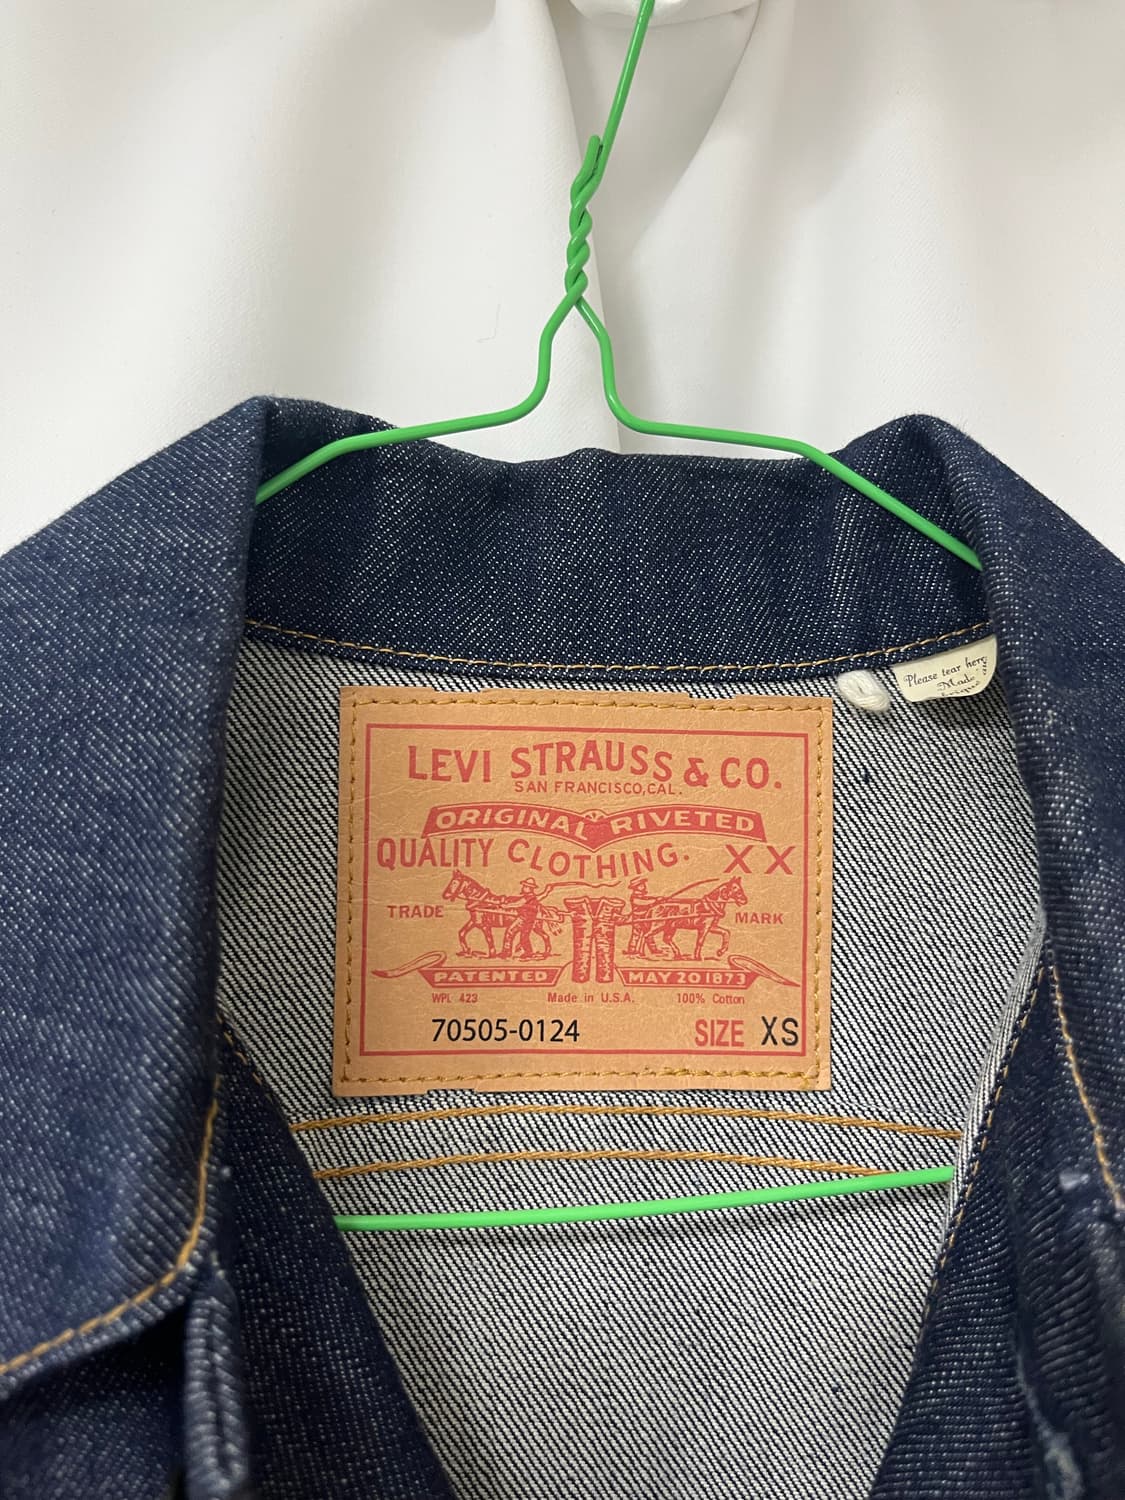 LEVI STRAUSS & CO.
SAN FRANCISCO, CAL.
ORIGINAL RIVETED
QUALITY CLOTHING. XX
TRADE MARK
PATENTED MAY 20 1873
WPL 423 Made in U.S.A. 100% Cotton
70505-0124 SIZE XS
Please tear here
Made